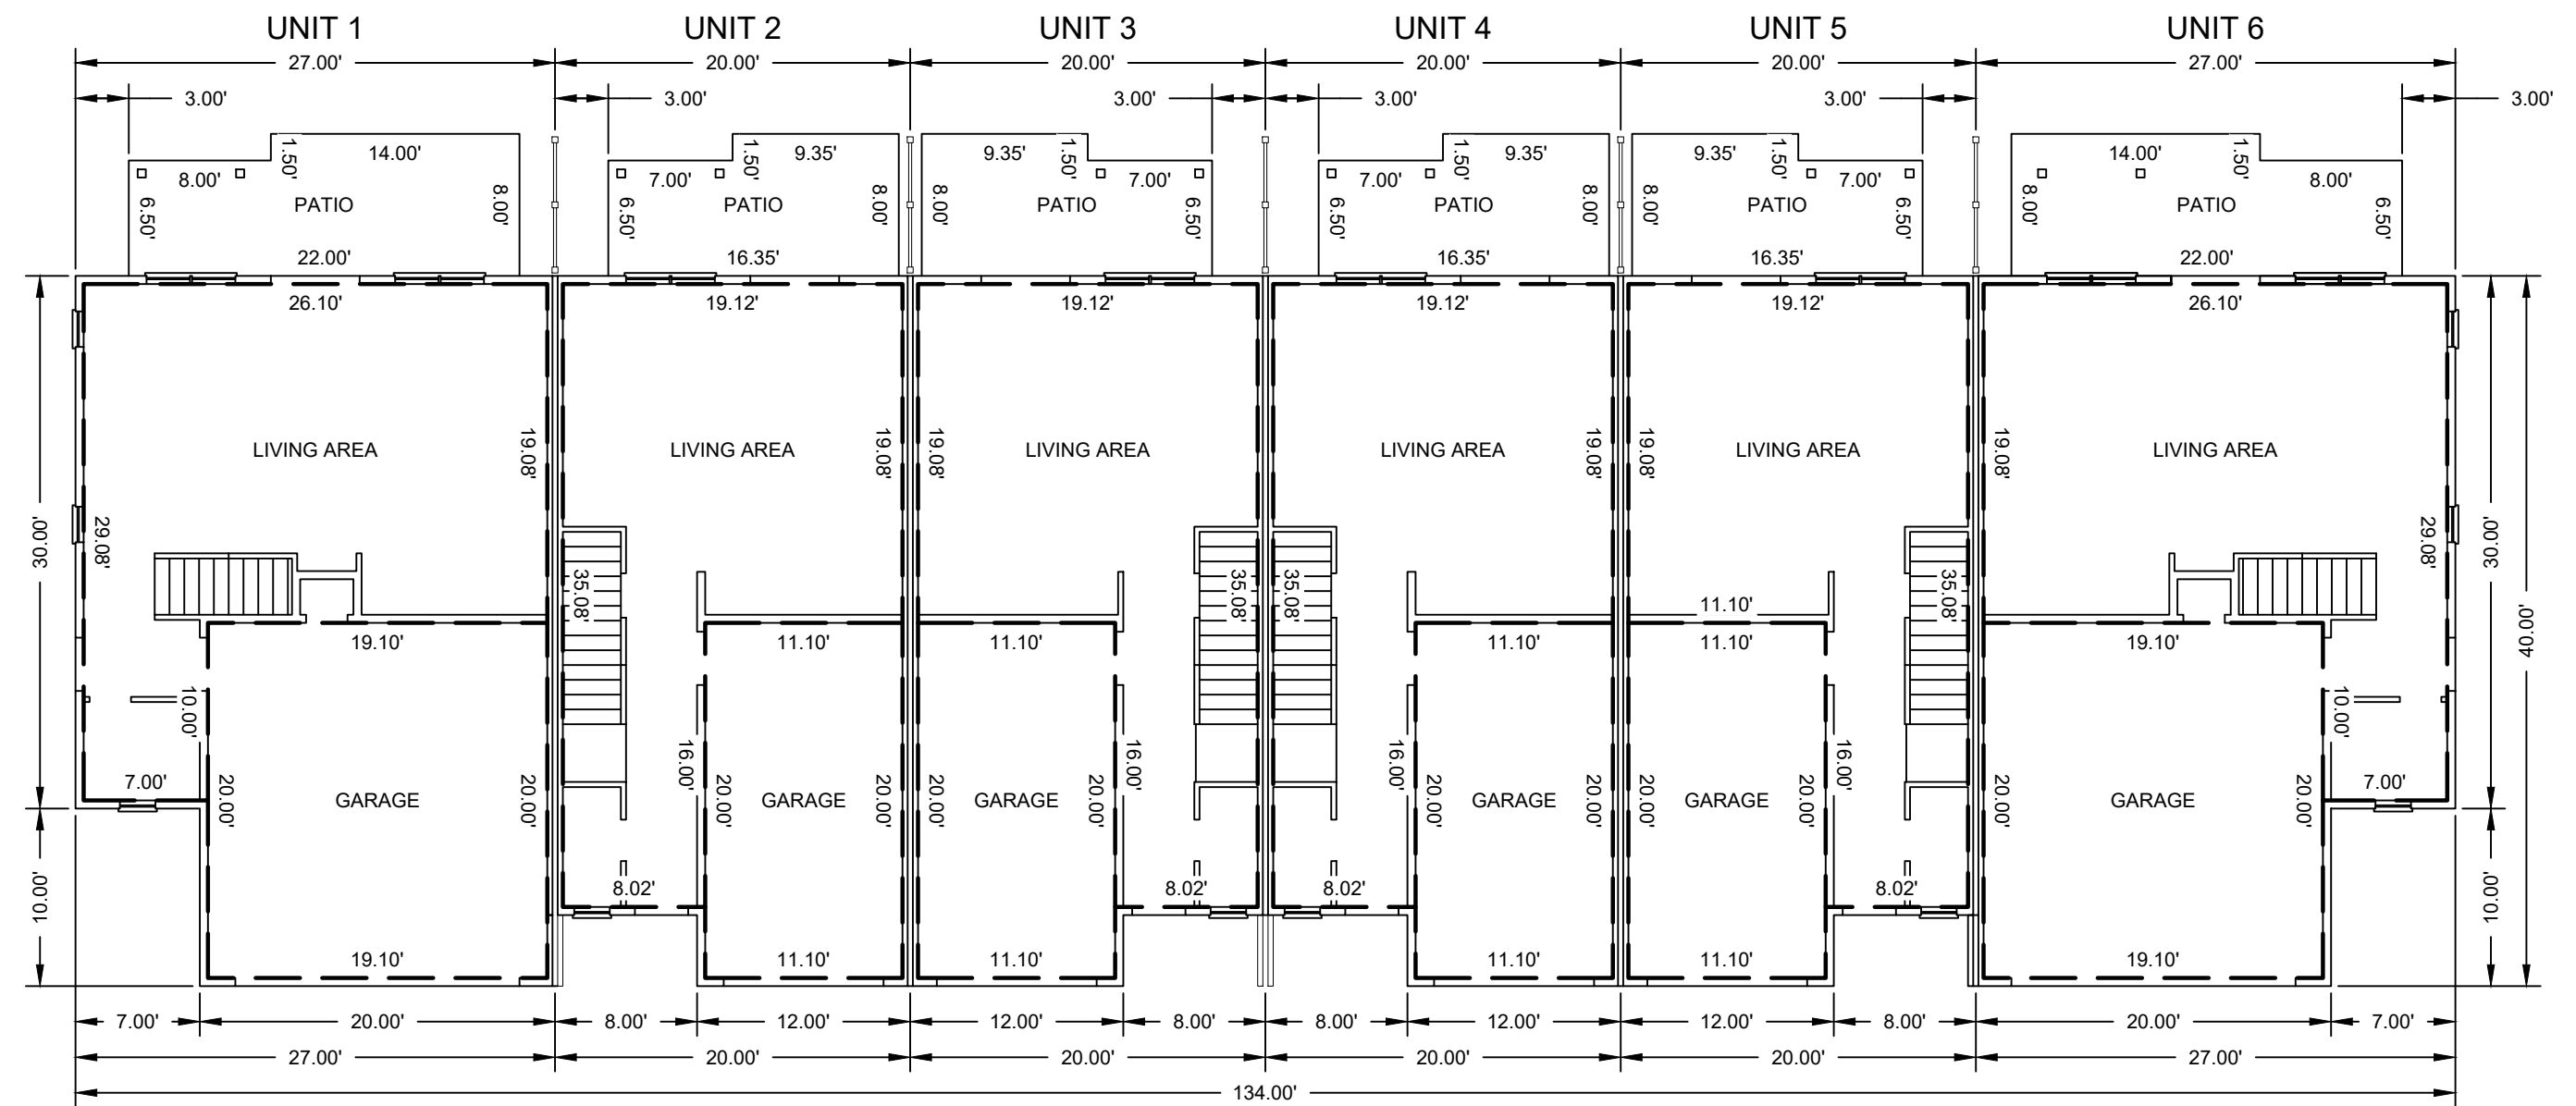 UNIT 1 UNIT 2 UNIT 3 UNIT 4 UNIT 5 UNIT 6
27.00' 20.00' 20.00' 20.00' 20.00' 27.00'
3.00' 3.00' 3.00' 3.00' 3.00' 3.00'
14.00' 9.35' 9.35' 9.35' 9.35' 14.00'
1.50' 1.50' 1.50' 1.50' 1.50' 1.50'
8.00' 7.00' 7.00' 7.00' 7.00' 8.00'
6.50' 8.00' 6.50' 8.00' 8.00' 6.50' 6.50' 8.00' 8.00' 6.50' 8.00' 6.50'
PATIO PATIO PATIO PATIO PATIO PATIO
22.00' 16.35' 16.35' 16.35' 16.35' 22.00'
26.10' 19.12' 19.12' 19.12' 19.12' 26.10'
LIVING AREA LIVING AREA LIVING AREA LIVING AREA LIVING AREA LIVING AREA
19.08' 19.08' 19.08' 19.08' 19.08' 19.08'
30.00' 29.08' 29.08' 30.00'
35.08' 35.08' 35.08' 35.08'
11.10'
40.00'
19.10' 11.10' 11.10' 11.10' 11.10' 19.10'
10.00' 10.00'
16.00' 16.00' 16.00' 16.00'
7.00' 7.00'
20.00' 20.00' 20.00' 20.00' 20.00' 20.00' 20.00' 20.00' 20.00' 20.00' 20.00' 20.00'
GARAGE GARAGE GARAGE GARAGE GARAGE GARAGE
8.02' 8.02' 8.02' 8.02'
10.00' 10.00'
19.10' 11.10' 11.10' 11.10' 11.10' 19.10'
7.00' 20.00' 8.00' 12.00' 12.00' 8.00' 8.00' 12.00' 12.00' 8.00' 20.00' 7.00'
27.00' 20.00' 20.00' 20.00' 20.00' 27.00'
134.00'